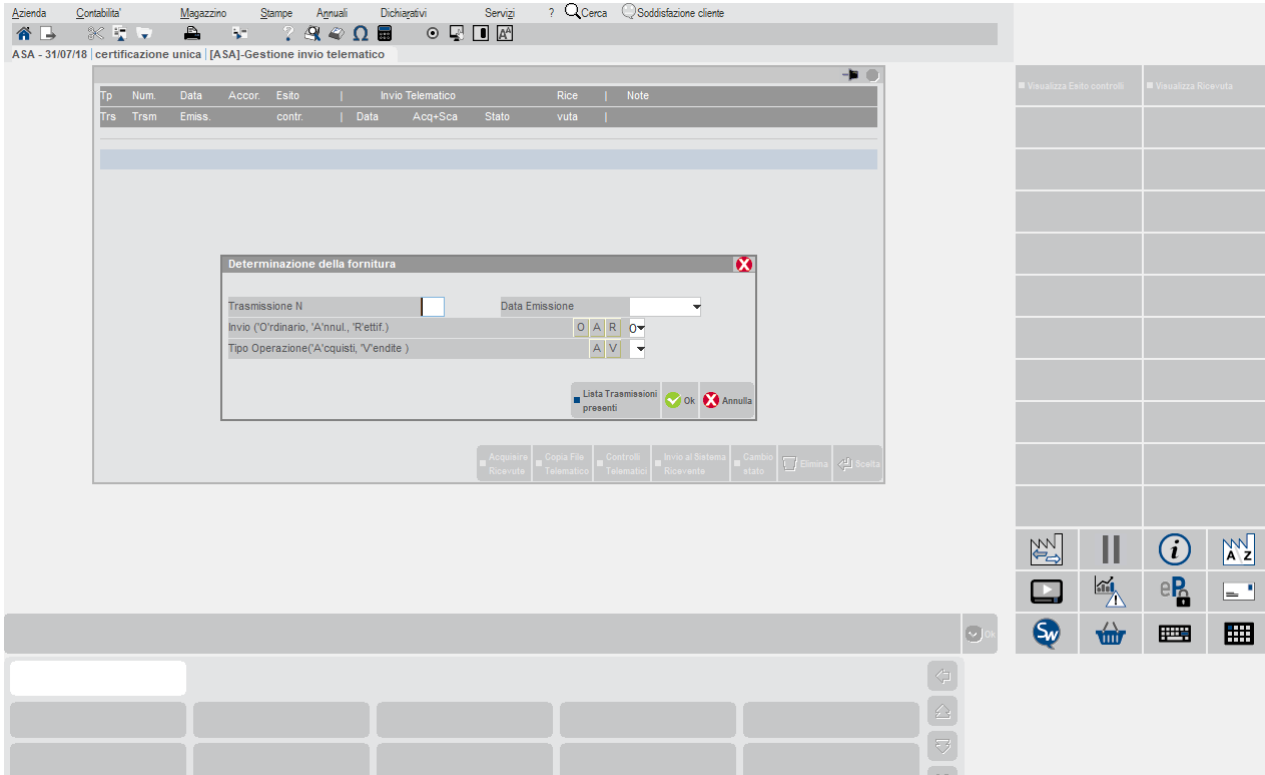 Azienda Contabilita' Magazzino Stampe Annuali Dichiarativi Servizi ? Cerca Soddisfazione cliente
ASA - 31/07/18 | certificazione unica | [ASA]-Gestione invio telematico
Tp Num. Data Accor. Esito | Invio Telematico Rice | Note
Trs Trsm Emiss. contr. | Data Acq+Sca Stato vuta |
Visualizza Esito controlli Visualizza Ricevuta
Determinazione della fornitura
Trasmissione N Data Emissione
Invio ('O'rdinario, 'A'nnul., 'R'ettif.) O A R O
Tipo Operazione('A'cquisti, 'V'endite ) A V
Lista Trasmissioni presenti Ok Annulla
Acquisire Ricevute Copia File Telematico Controlli Telematici Invio al Sistema Ricevente Cambio stato Elimina Scelta
A Z
eP
Sw
Ok